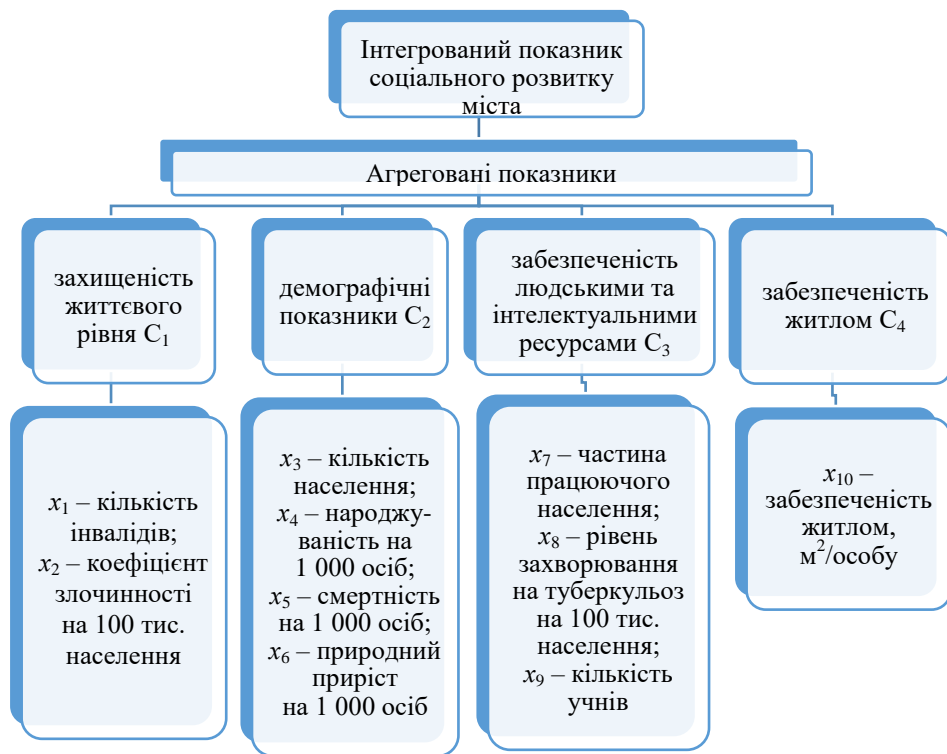 Інтегрований показник
соціального розвитку
міста
Агреговані показники
захищеність
життєвого
рівня C₁
демографічні
показники C₂
забезпеченість
людськими та
інтелектуальними
ресурсами C₃
забезпеченість
житлом C₄
x₁ – кількість
інвалідів;
x₂ – коефіцієнт
злочинності
на 100 тис.
населення
x₃ – кількість
населення;
x₄ – народжу-
ваність на
1 000 осіб;
x₅ – смертність
на 1 000 осіб;
x₆ – природний
приріст
на 1 000 осіб
x₇ – частина
працюючого
населення;
x₈ – рівень
захворювання
на туберкульоз
на 100 тис.
населення;
x₉ – кількість
учнів
x₁₀ –
забезпеченість
житлом,
м²/особу